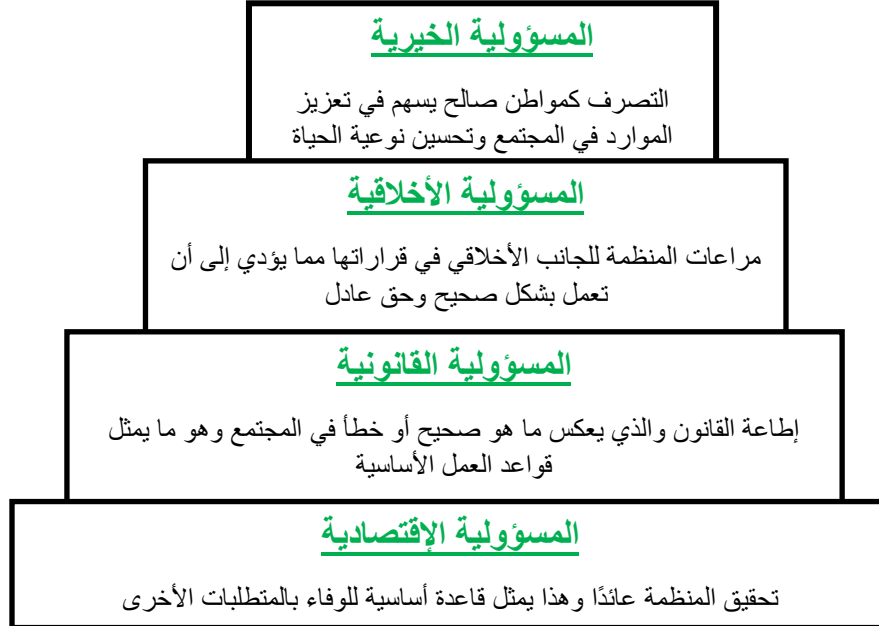 المسؤولية الخيرية
التصرف كمواطن صالح يسهم في تعزيز
الموارد في المجتمع وتحسين نوعية الحياة
المسؤولية الأخلاقية
مراعات المنظمة للجانب الأخلاقي في قراراتها مما يؤدي إلى أن
تعمل بشكل صحيح وحق عادل
المسؤولية القانونية
إطاعة القانون والذي يعكس ما هو صحيح أو خطأ في المجتمع وهو ما يمثل
قواعد العمل الأساسية
المسؤولية الإقتصادية
تحقيق المنظمة عائدًا وهذا يمثل قاعدة أساسية للوفاء بالمتطلبات الأخرى